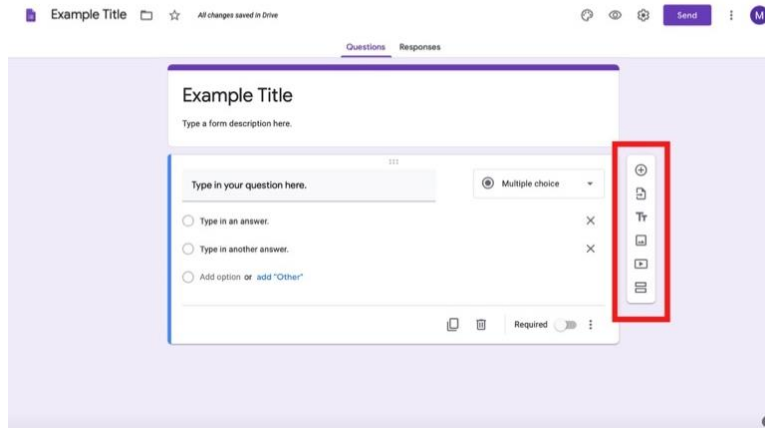 Example Title All changes saved in Drive Send M
Questions Responses
Example Title
Type a form description here.
Type in your question here. Multiple choice
Type in an answer.
Type in another answer.
Add option or add "Other"
Required
Tr